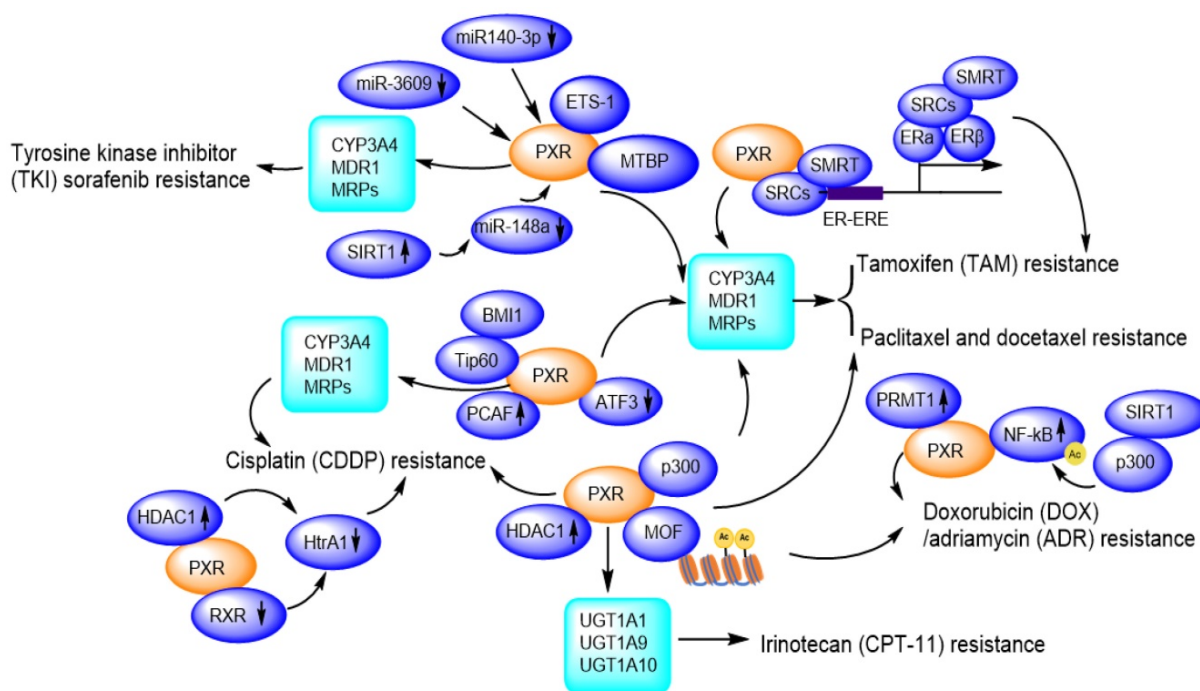 miR140-3p
miR-3609
ETS-1
PXR
MTBP
CYP3A4
MDR1
MRPs
Tyrosine kinase inhibitor
(TKI) sorafenib resistance
SIRT1
miR-148a
SMRT
SRCs
ERa
ERβ
PXR
SMRT
SRCs
ER-ERE
CYP3A4
MDR1
MRPs
Tamoxifen (TAM) resistance
Paclitaxel and docetaxel resistance
BMI1
Tip60
PXR
PCAF
ATF3
CYP3A4
MDR1
MRPs
Cisplatin (CDDP) resistance
PRMT1
PXR
NF-kB
Ac
SIRT1
p300
Doxorubicin (DOX)
/adriamycin (ADR) resistance
HDAC1
PXR
RXR
HtrA1
p300
PXR
HDAC1
MOF
Ac
Ac
UGT1A1
UGT1A9
UGT1A10
Irinotecan (CPT-11) resistance